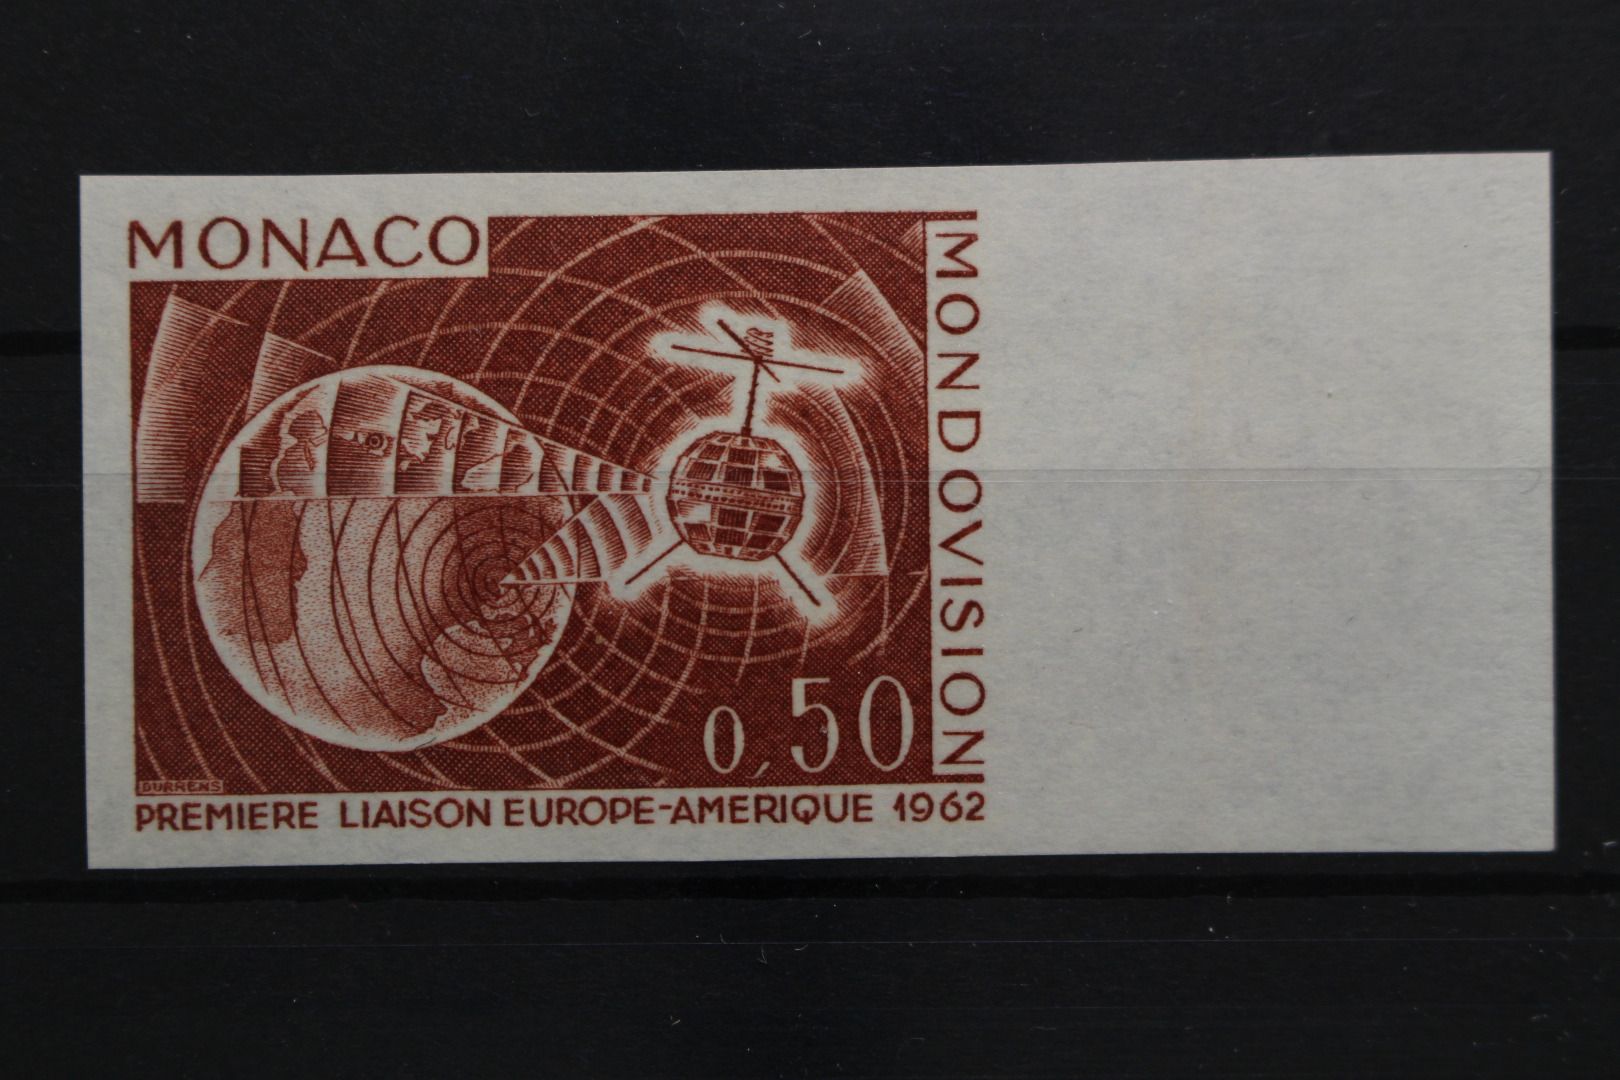 MONACO
MONDOVISION
0,50
DURRENS
PREMIERE LIAISON EUROPE-AMERIQUE 1962